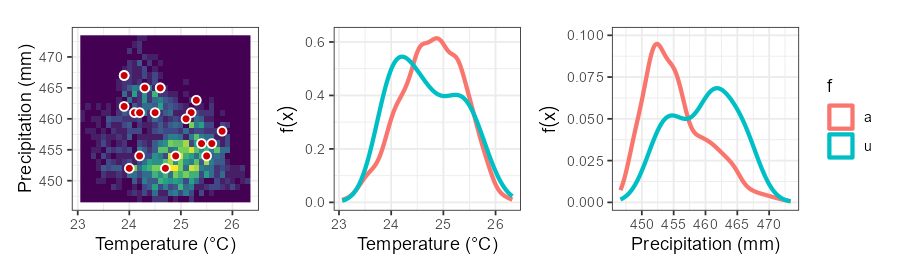 Precipitation (mm)
470
465
460
455
450
23 24 25 26
Temperature (°C)
f(x)
0.6
0.4
0.2
0.0
23 24 25 26
Temperature (°C)
f(x)
0.100
0.075
0.050
0.025
0.000
450 455 460 465 470
Precipitation (mm)
f
a
u